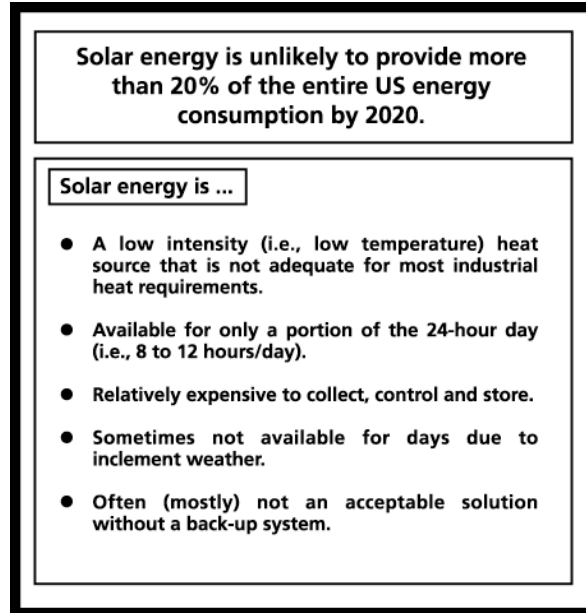 Solar energy is unlikely to provide more
than 20% of the entire US energy
consumption by 2020.
Solar energy is ...
● A low intensity (i.e., low temperature) heat
source that is not adequate for most industrial
heat requirements.
● Available for only a portion of the 24-hour day
(i.e., 8 to 12 hours/day).
● Relatively expensive to collect, control and store.
● Sometimes not available for days due to
inclement weather.
● Often (mostly) not an acceptable solution
without a back-up system.